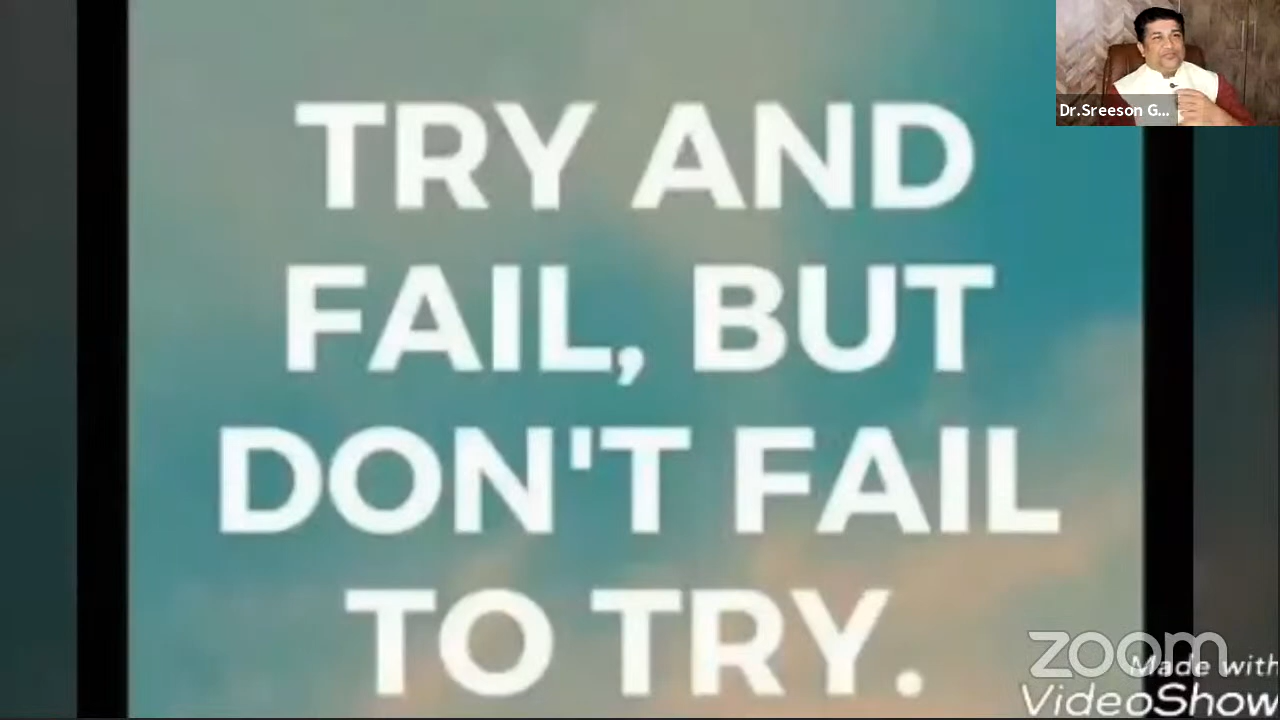 Dr.Sreeson G...
TRY AND
FAIL, BUT
DON'T FAIL
TO TRY.
zoom
Made with
VideoShow